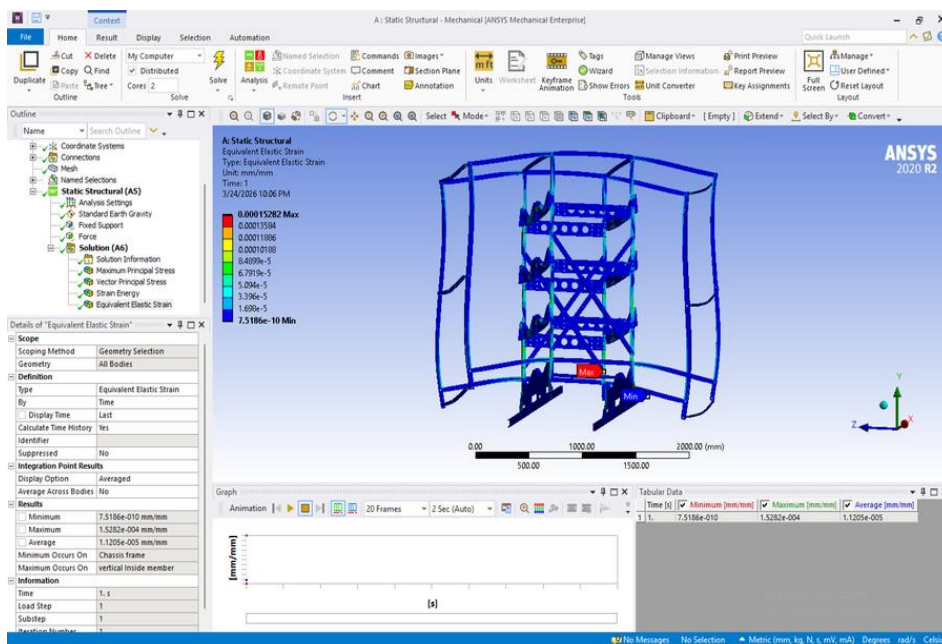 A : Static Structural - Mechanical [ANSYS Mechanical Enterprise]
Context
File Home Result Display Selection Automation
Quick Launch
Duplicate
Cut
Copy
Paste
Delete
Find
Tree
Outline
My Computer
Distributed
Cores 2
Solve
Solve
Analysis
Named Selection
Coordinate System
Remote Point
Commands
Comment
Chart
Images
Section Plane
Annotation
Insert
Units
Worksheet
Keyframe Animation
Tags
Wizard
Show Errors
Manage Views
Selection Information
Unit Converter
Print Preview
Report Preview
Key Assignments
Tools
Full Screen
Manage
User Defined
Reset Layout
Layout
Outline
Name Search Outline
Select Mode Clipboard [ Empty ] Extend Select By Convert
Coordinate Systems
Connections
Mesh
Named Selections
Static Structural (A5)
Analysis Settings
Standard Earth Gravity
Fixed Support
Force
Solution (A6)
Solution Information
Maximum Principal Stress
Vector Principal Stress
Strain Energy
Equivalent Elastic Strain
A: Static Structural
Equivalent Elastic Strain
Type: Equivalent Elastic Strain
Unit: mm/mm
Time: 1
3/24/2026 10:06 PM
0.00015282 Max
0.00013584
0.00011886
0.00010188
8.4899e-5
6.7919e-5
5.094e-5
3.396e-5
1.698e-5
7.5186e-10 Min
ANSYS
2020 R2
Max
Min
Y
Z
X
0.00 1000.00 2000.00 (mm)
500.00 1500.00
Details of "Equivalent Elastic Strain"
Scope
Scoping Method Geometry Selection
Geometry All Bodies
Definition
Type Equivalent Elastic Strain
By Time
Display Time Last
Calculate Time History Yes
Identifier
Suppressed No
Integration Point Results
Display Option Averaged
Average Across Bodies No
Results
Minimum 7.5186e-010 mm/mm
Maximum 1.5282e-004 mm/mm
Average 1.1205e-005 mm/mm
Minimum Occurs On Chassis frame
Maximum Occurs On vertical Inside member
Information
Time 1. s
Load Step 1
Substep 1
Iteration Number 1
Graph
Animation 20 Frames 2 Sec (Auto)
[mm/mm]
[s]
Tabular Data
Time [s] Minimum [mm/mm] Maximum [mm/mm] Average [mm/mm]
1 1. 7.5186e-010 1.5282e-004 1.1205e-005
No Messages No Selection Metric (mm, kg, N, s, mV, mA) Degrees rad/s Celsi